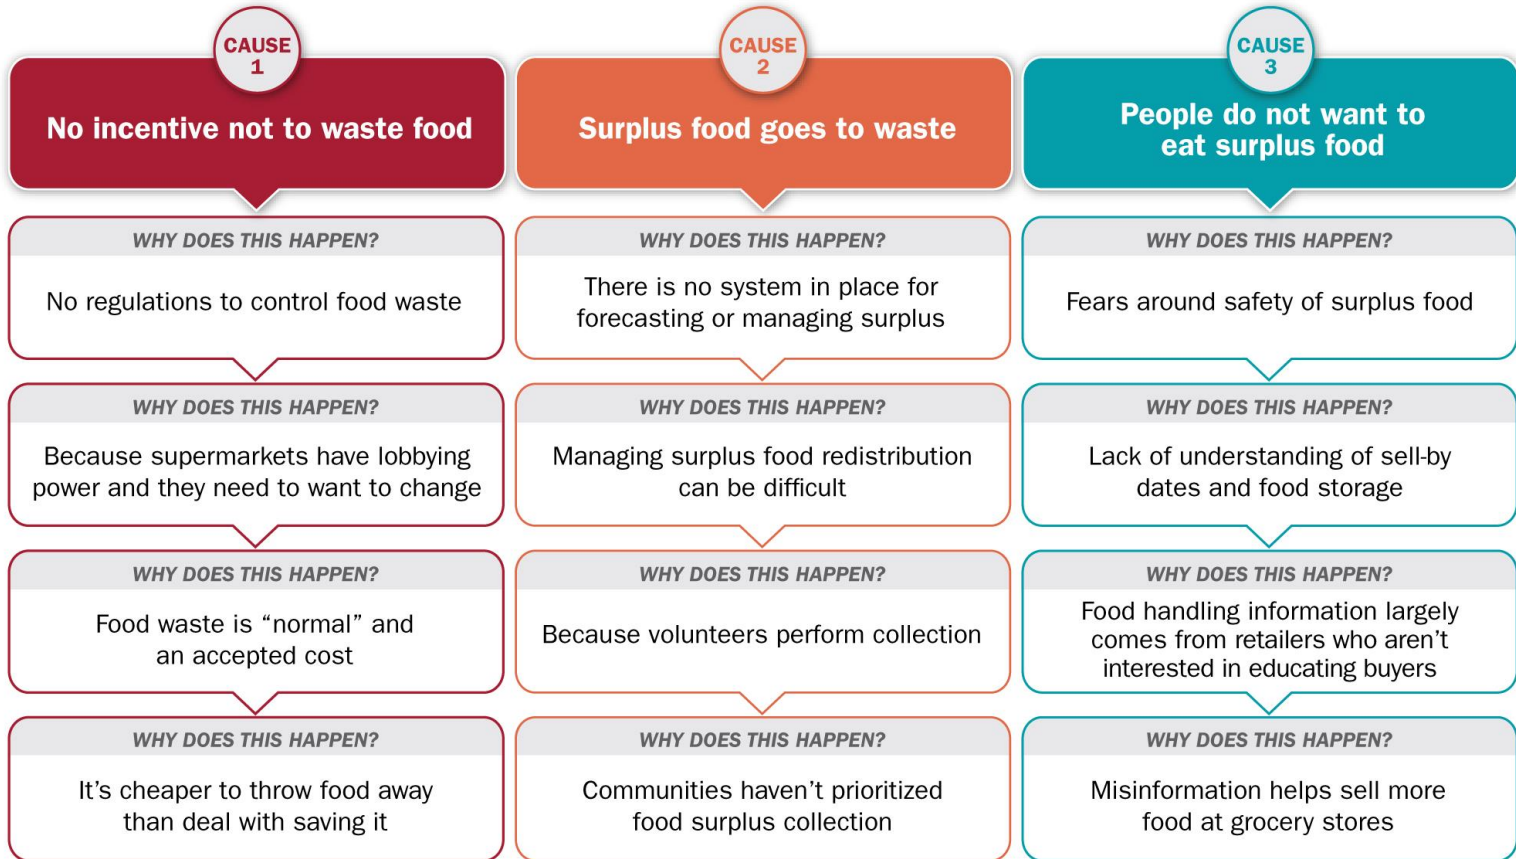 CAUSE
1
No incentive not to waste food
WHY DOES THIS HAPPEN?
No regulations to control food waste
WHY DOES THIS HAPPEN?
Because supermarkets have lobbying
power and they need to want to change
WHY DOES THIS HAPPEN?
Food waste is “normal” and
an accepted cost
WHY DOES THIS HAPPEN?
It’s cheaper to throw food away
than deal with saving it
CAUSE
2
Surplus food goes to waste
WHY DOES THIS HAPPEN?
There is no system in place for
forecasting or managing surplus
WHY DOES THIS HAPPEN?
Managing surplus food redistribution
can be difficult
WHY DOES THIS HAPPEN?
Because volunteers perform collection
WHY DOES THIS HAPPEN?
Communities haven’t prioritized
food surplus collection
CAUSE
3
People do not want to
eat surplus food
WHY DOES THIS HAPPEN?
Fears around safety of surplus food
WHY DOES THIS HAPPEN?
Lack of understanding of sell-by
dates and food storage
WHY DOES THIS HAPPEN?
Food handling information largely
comes from retailers who aren’t
interested in educating buyers
WHY DOES THIS HAPPEN?
Misinformation helps sell more
food at grocery stores